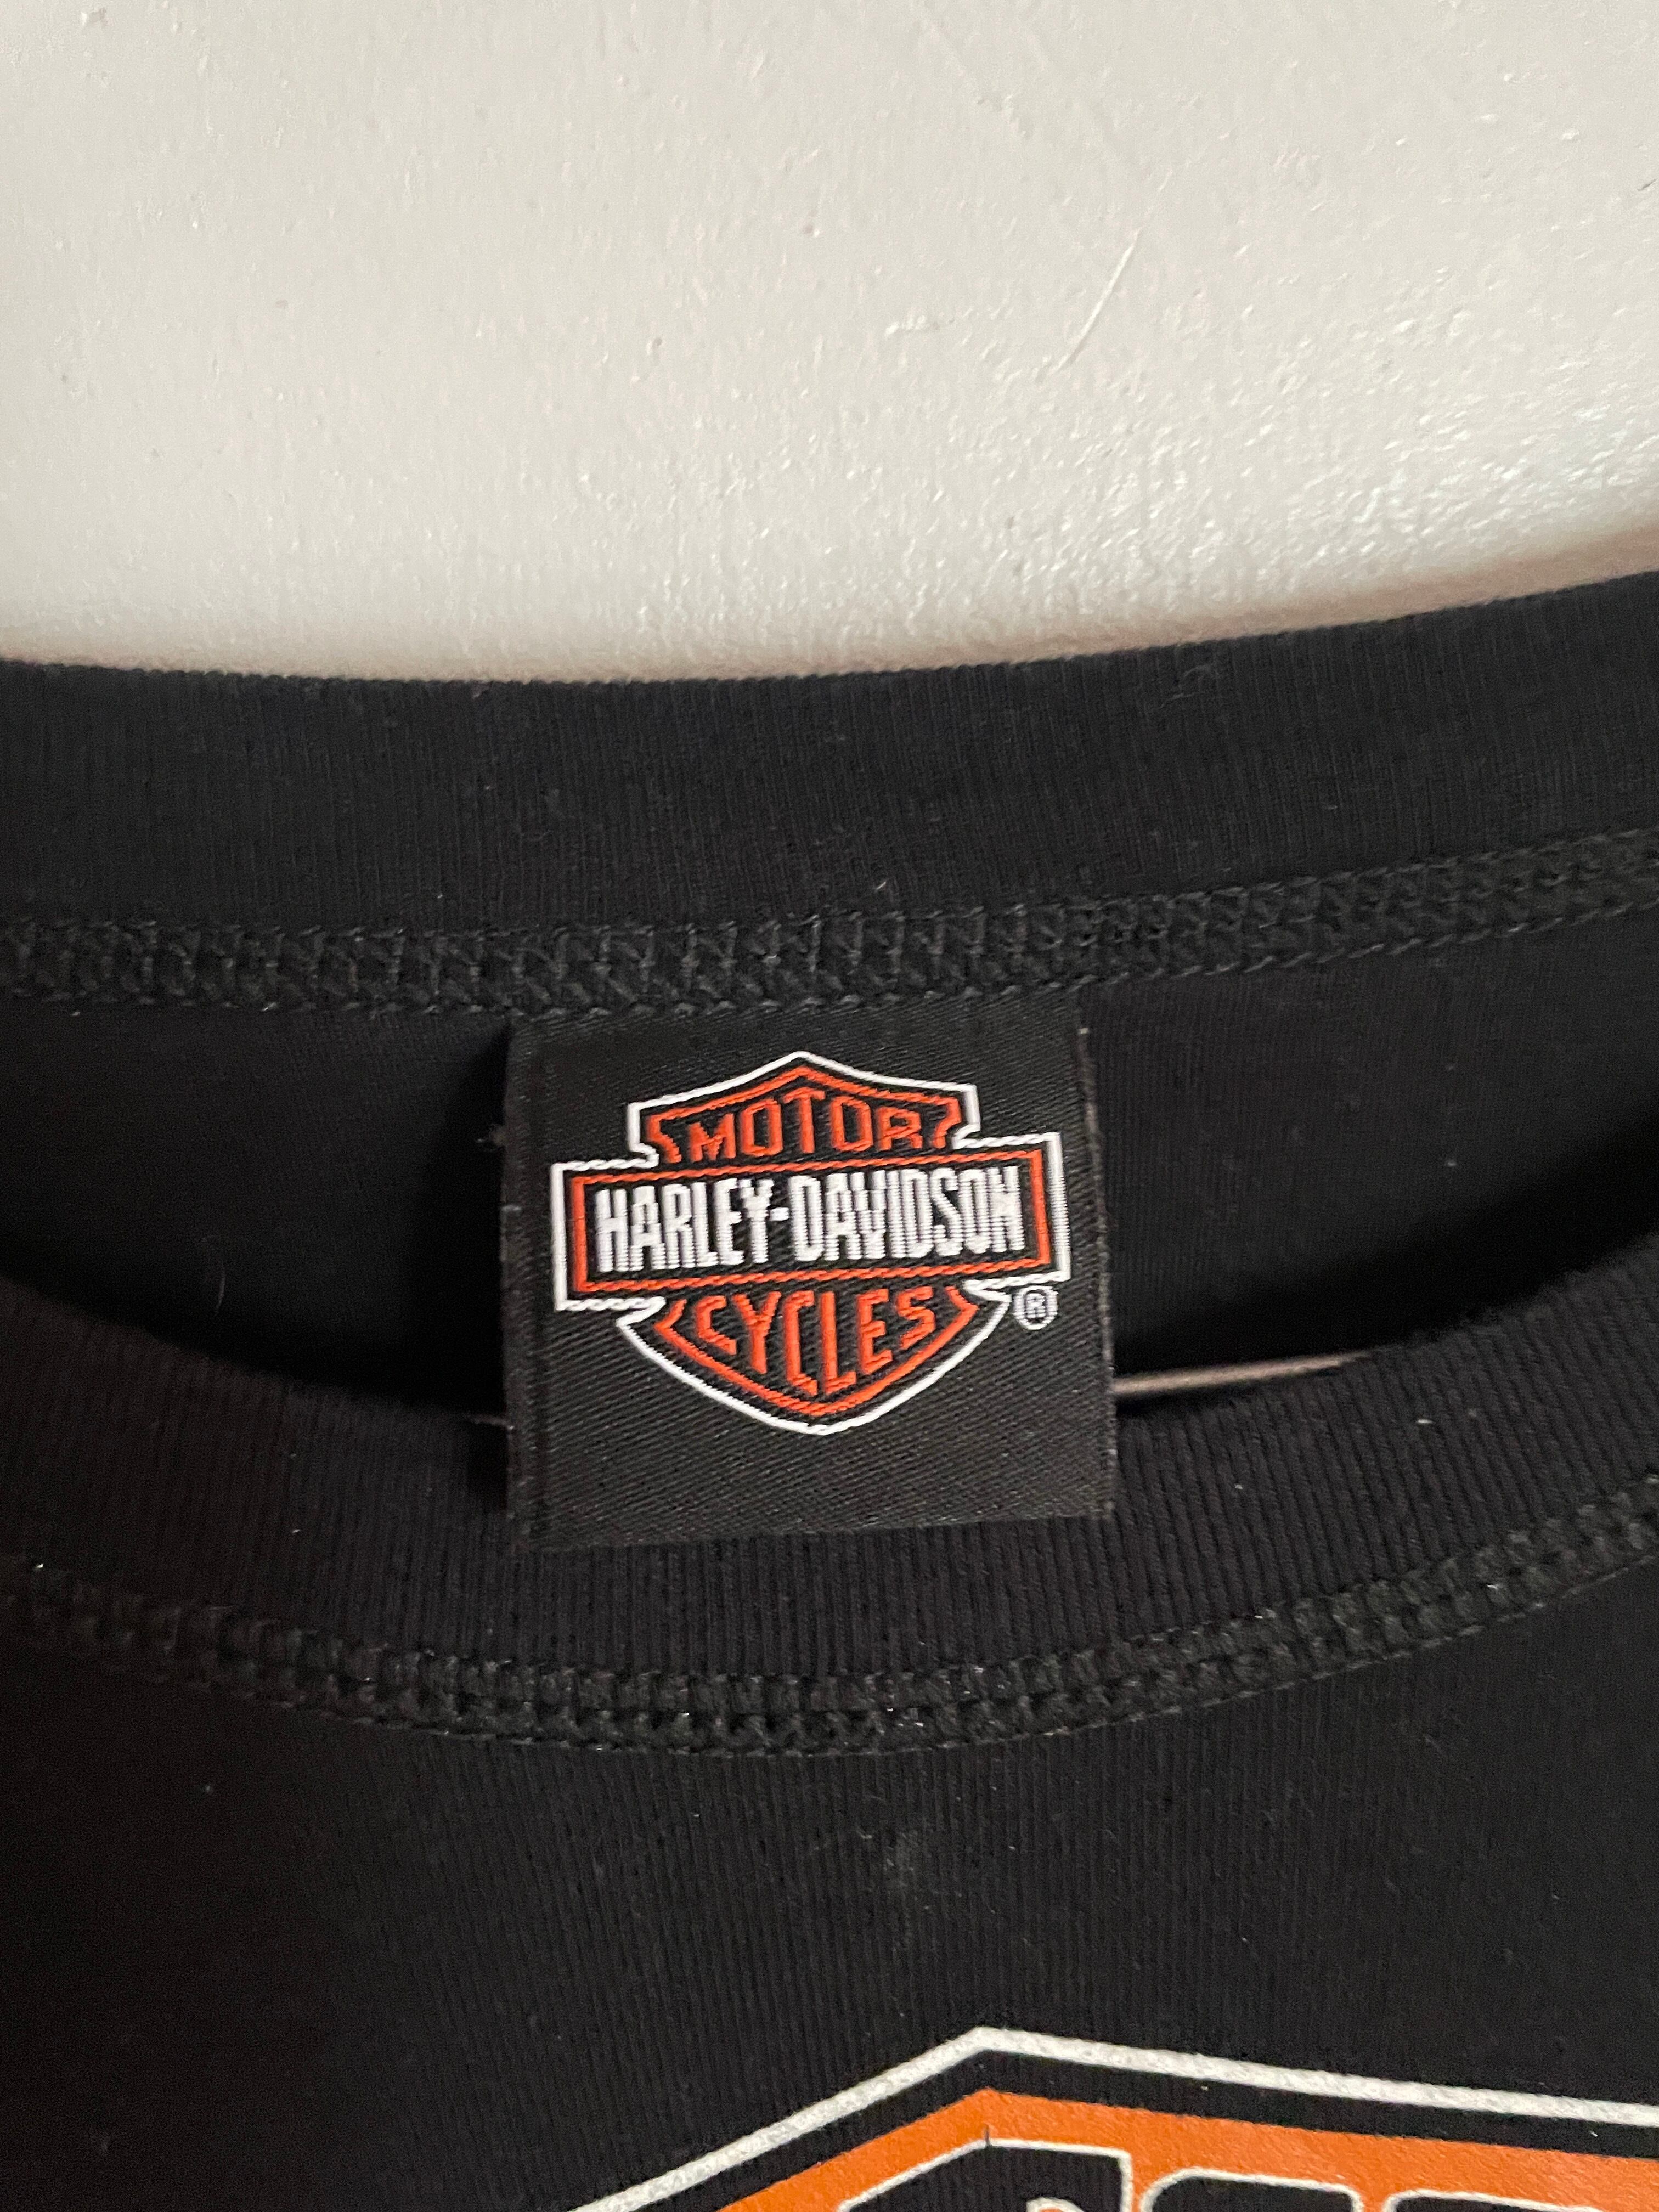 MOTOR
HARLEY-DAVIDSON
CYCLES
®